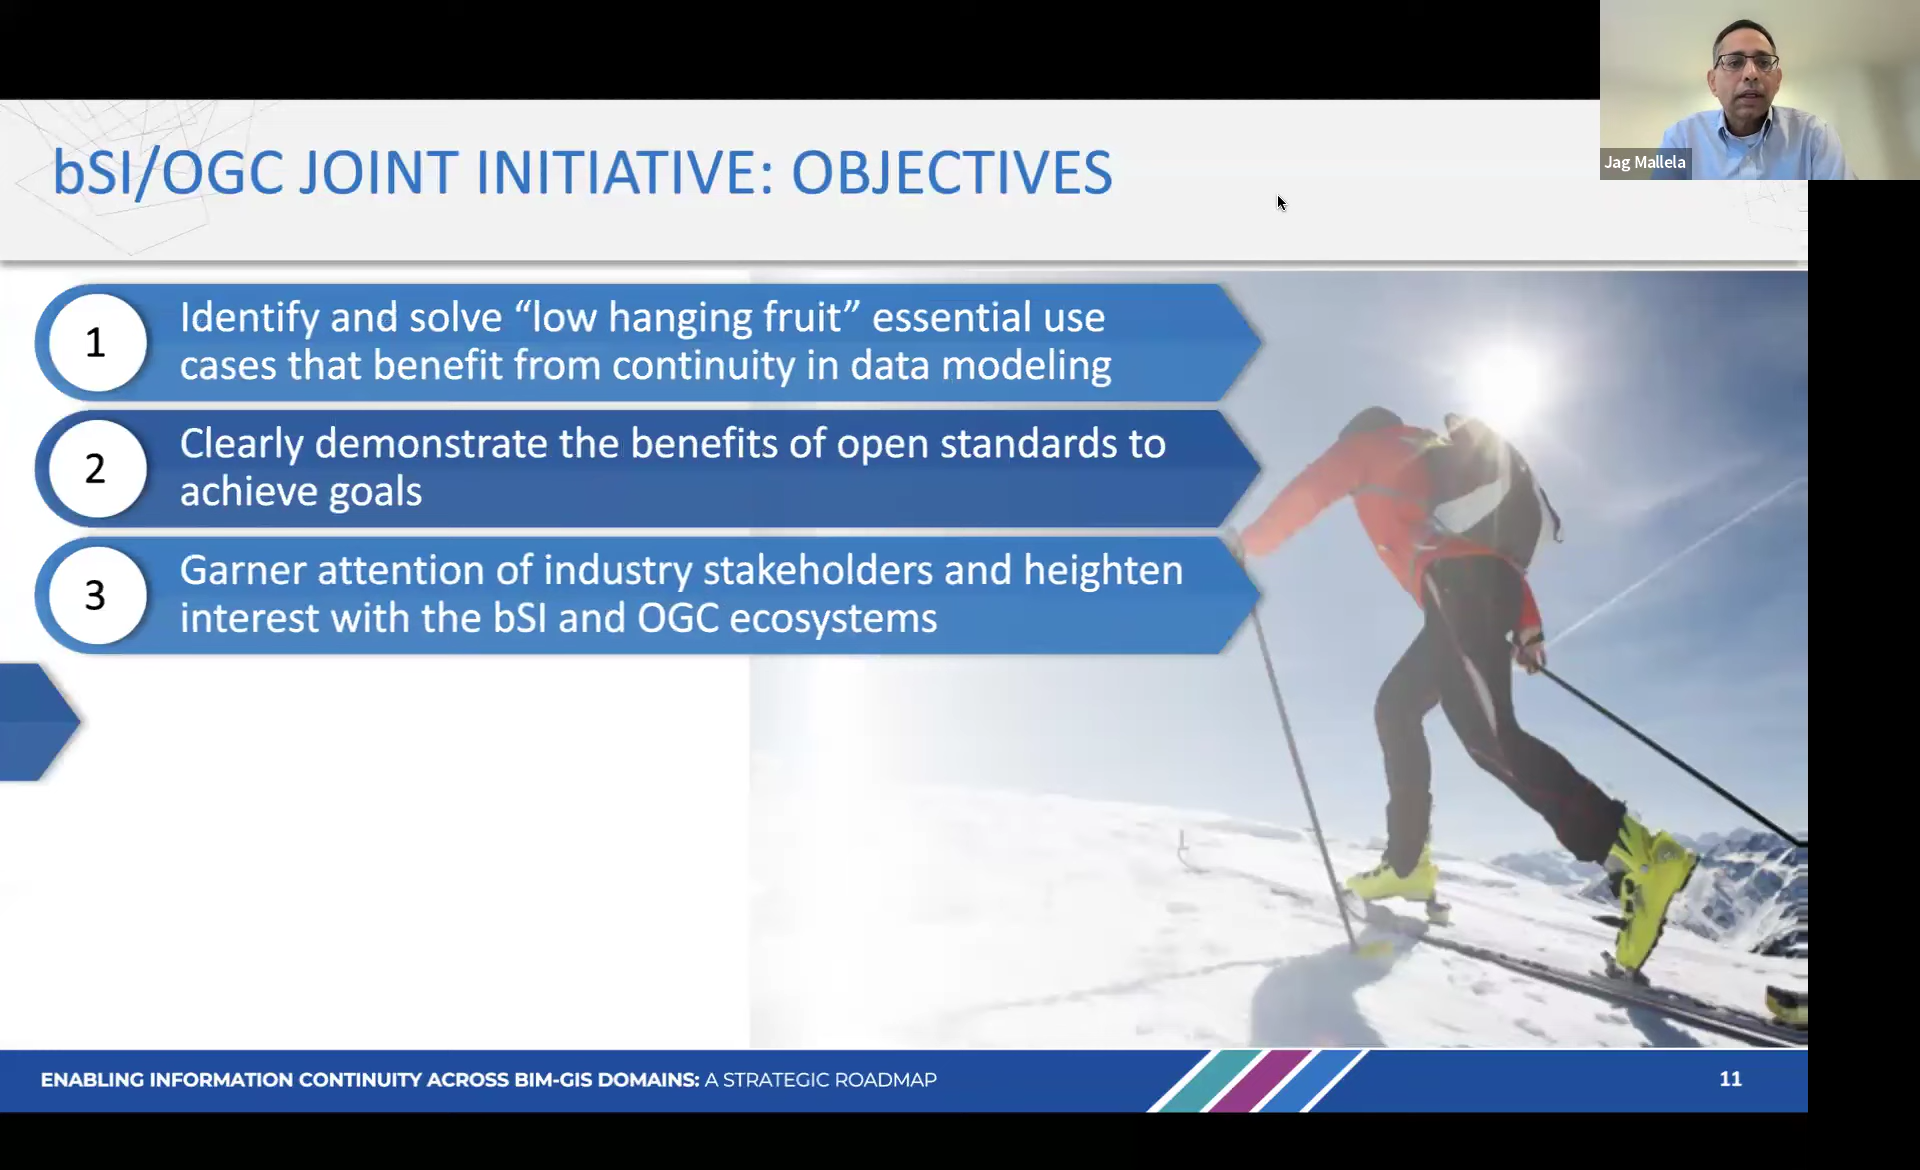 Jag Mallela
bSI/OGC JOINT INITIATIVE: OBJECTIVES
1
Identify and solve “low hanging fruit” essential use
cases that benefit from continuity in data modeling
2
Clearly demonstrate the benefits of open standards to
achieve goals
3
Garner attention of industry stakeholders and heighten
interest with the bSI and OGC ecosystems
ENABLING INFORMATION CONTINUITY ACROSS BIM-GIS DOMAINS: A STRATEGIC ROADMAP
11